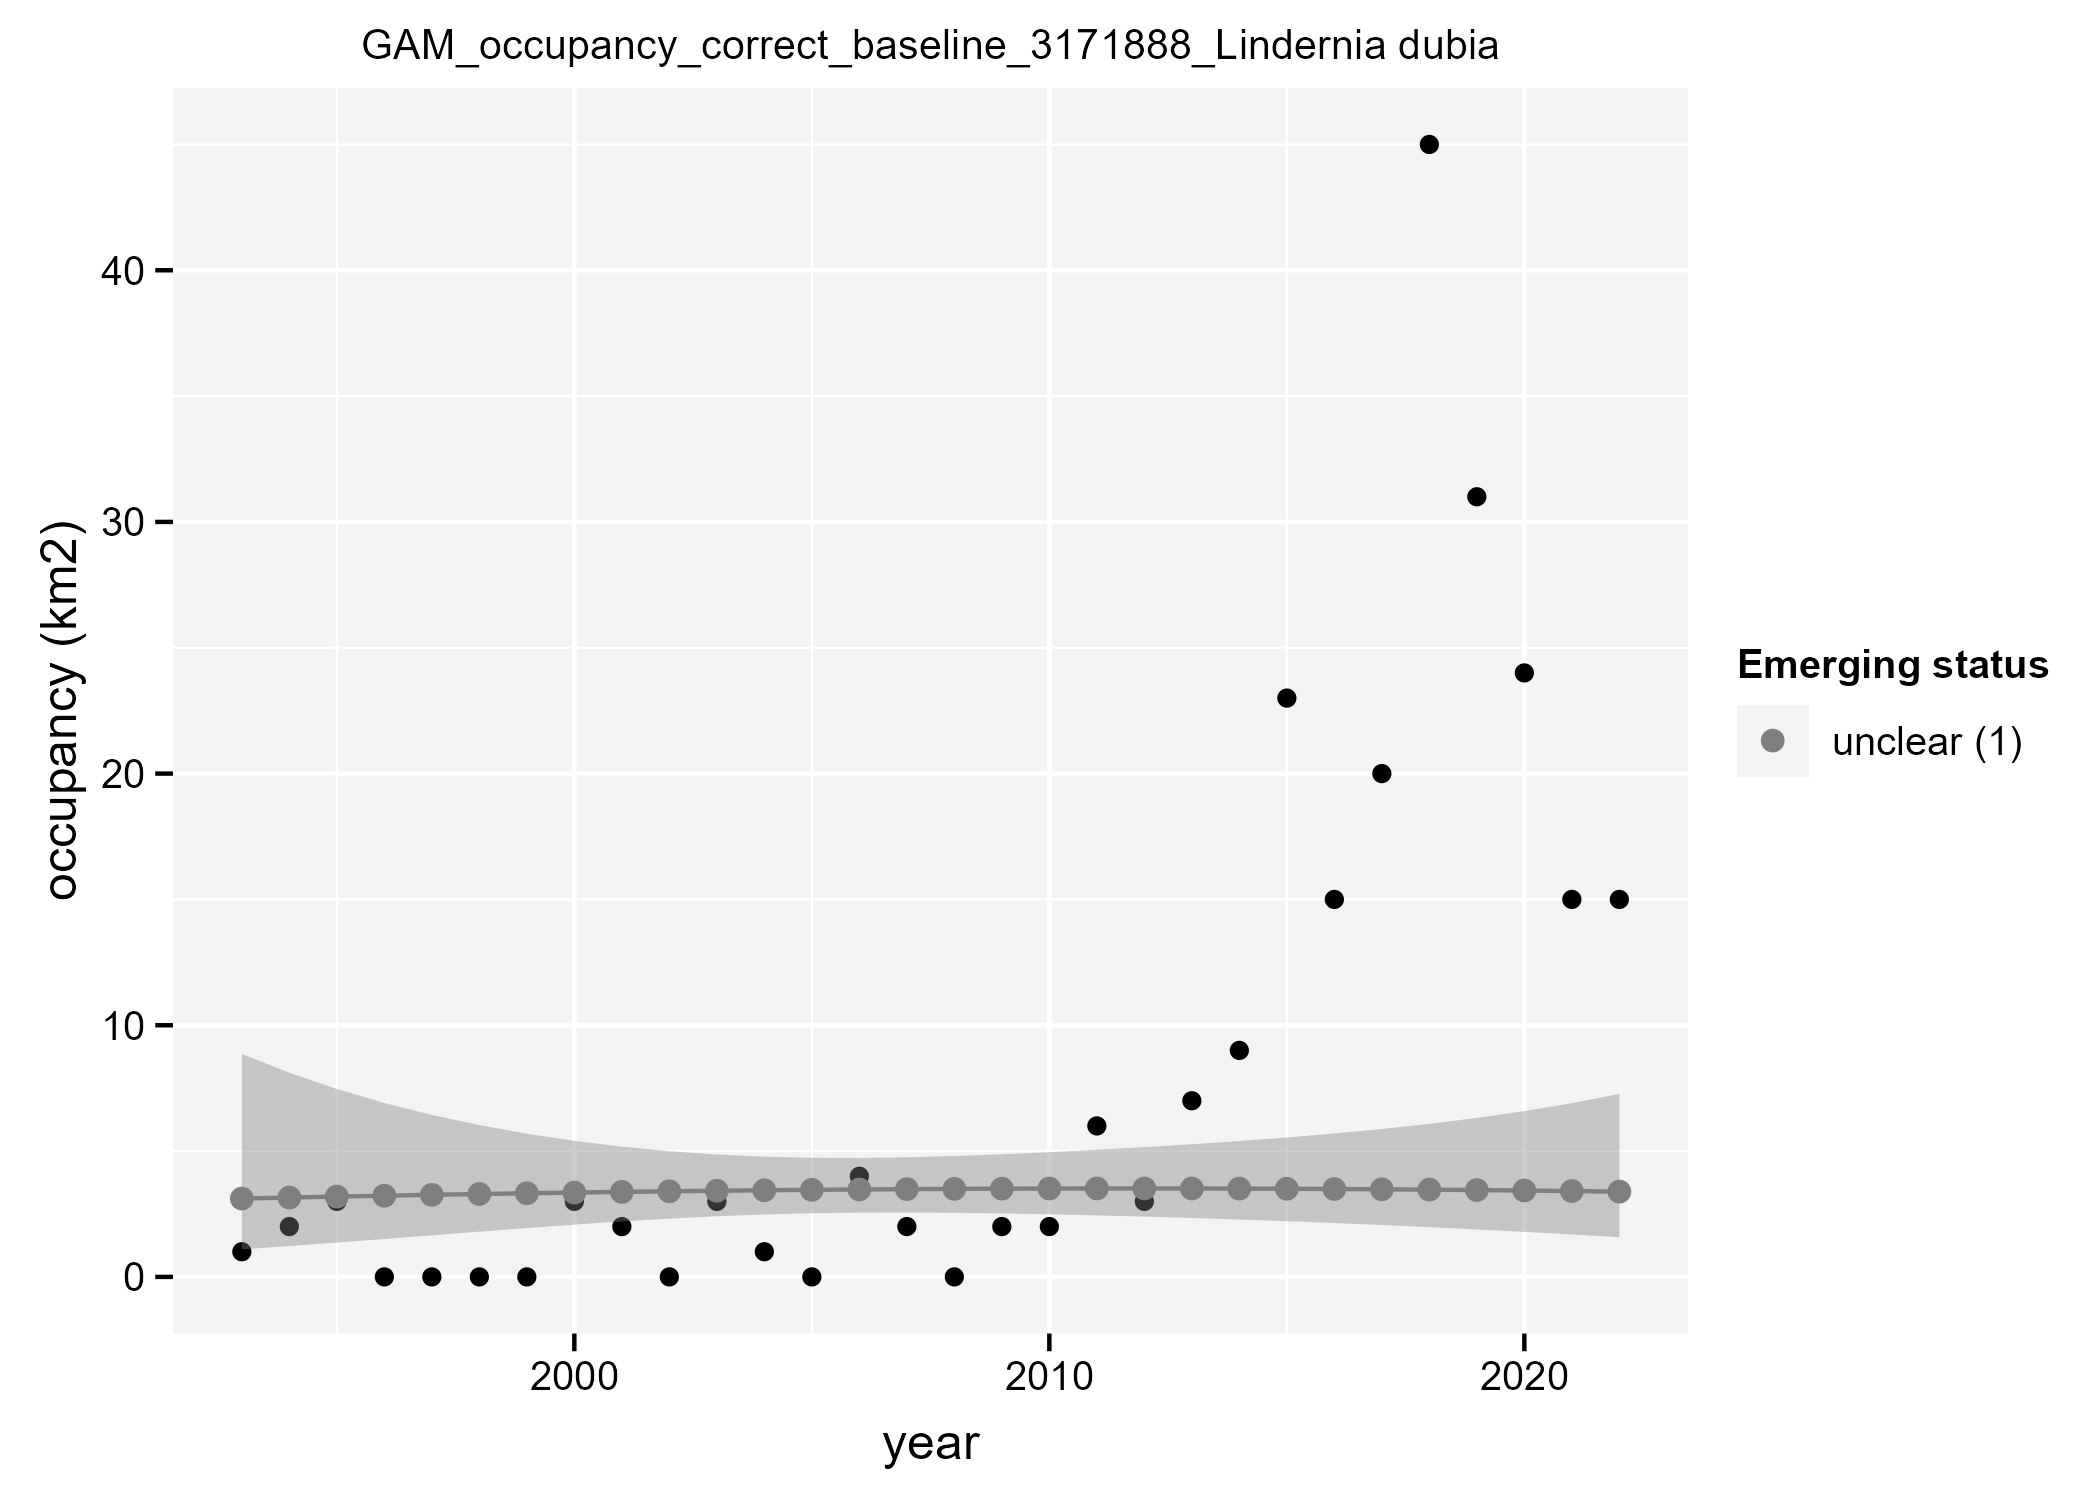 GAM_occupancy_correct_baseline_3171888_Lindernia dubia
occupancy (km2)
40
30
20
10
0
2000 2010 2020
year
Emerging status
unclear (1)